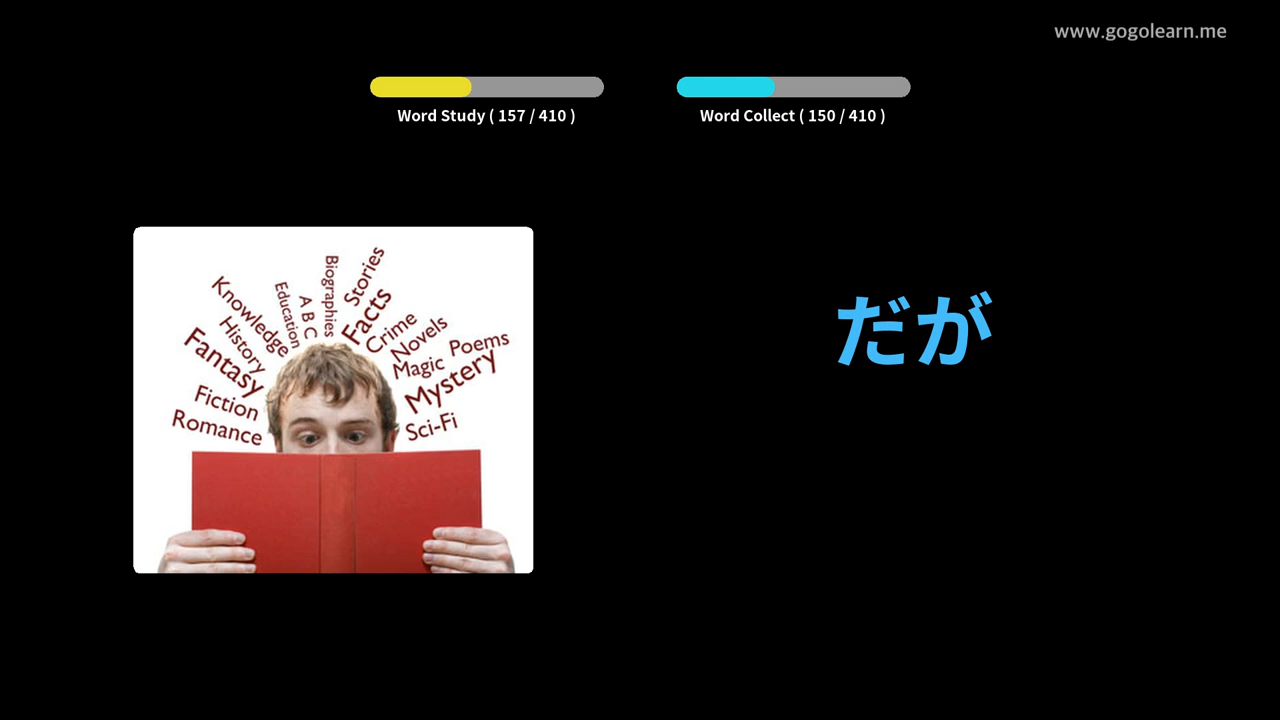 www.gogolearn.me
Word Study ( 157 / 410 )
Word Collect ( 150 / 410 )
だが
Knowledge
Education
A B C
Biographies
Stories
Facts
History
Crime
Novels
Poems
Fantasy
Magic
Mystery
Fiction
Romance
Sci-Fi